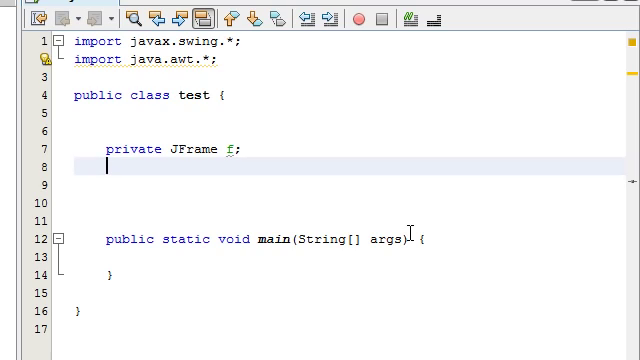 1 import javax.swing.*;
import java.awt.*;
3
4 public class test {
5
6
7 private JFrame f;
8
9
10
11
12 public static void main(String[] args) {
13
14 }
15
16 }
17